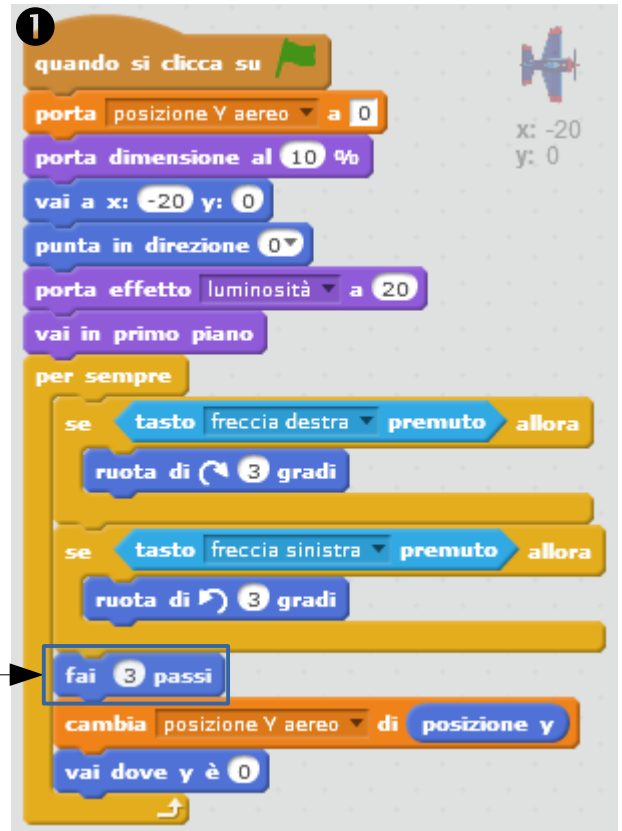 1
quando si clicca su
porta posizione Y aereo a 0
x: -20
y: 0
porta dimensione al 10 %
vai a x: -20 y: 0
punta in direzione 0
porta effetto luminosità a 20
vai in primo piano
per sempre
se tasto freccia destra premuto allora
ruota di 3 gradi
se tasto freccia sinistra premuto allora
ruota di 3 gradi
fai 3 passi
cambia posizione Y aereo di posizione y
vai dove y è 0